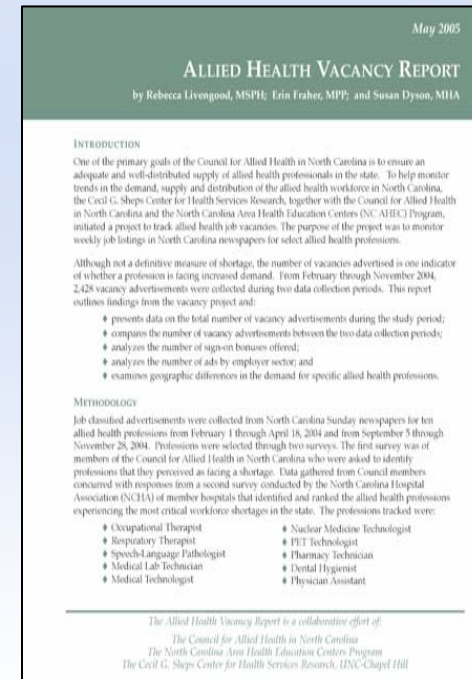 May 2005
ALLIED HEALTH VACANCY REPORT
by Rebecca Livengood, MSPH; Erin Fraher, MPP; and Susan Dyson, MHA
INTRODUCTION
One of the primary goals of the Council for Allied Health in North Carolina is to ensure an
adequate and well-distributed supply of allied health professionals in the state. To help monitor
trends in the demand, supply and distribution of the allied health workforce in North Carolina,
the Cecil G. Sheps Center for Health Services Research, together with the Council for Allied Health
in North Carolina and the North Carolina Area Health Education Centers (NC AHEC) Program,
initiated a project to track allied health job vacancies. The purpose of the project was to monitor
weekly job listings in North Carolina newspapers for select allied health professions.
Although not a definitive measure of shortage, the number of vacancies advertised is one indicator
of whether a profession is facing increased demand. From February through November 2004,
2,428 vacancy advertisements were collected during two data collection periods. This report
outlines findings from the vacancy project and:
♦ presents data on the total number of vacancy advertisements during the study period;
♦ compares the number of vacancy advertisements between the two data collection periods;
♦ analyzes the number of sign-on bonuses offered;
♦ analyzes the number of ads by employer sector; and
♦ examines geographic differences in the demand for specific allied health professions.
METHODOLOGY
Job classified advertisements were collected from North Carolina Sunday newspapers for ten
allied health professions from February 1 through April 18, 2004 and from September 5 through
November 28, 2004. Professions were selected through two surveys. The first survey was of
members of the Council for Allied Health in North Carolina who were asked to identify
professions that they perceived as facing a shortage. Data gathered from Council members
concurred with responses from a second survey conducted by the North Carolina Hospital
Association (NCHA) of member hospitals that identified and ranked the allied health professions
experiencing the most critical workforce shortages in the state. The professions tracked were:
♦ Occupational Therapist
♦ Respiratory Therapist
♦ Speech-Language Pathologist
♦ Medical Lab Technician
♦ Medical Technologist
♦ Nuclear Medicine Technologist
♦ PET Technologist
♦ Pharmacy Technician
♦ Dental Hygienist
♦ Physician Assistant
The Allied Health Vacancy Report is a collaborative effort of:
The Council for Allied Health in North Carolina
The North Carolina Area Health Education Centers Program
The Cecil G. Sheps Center for Health Services Research, UNC-Chapel Hill